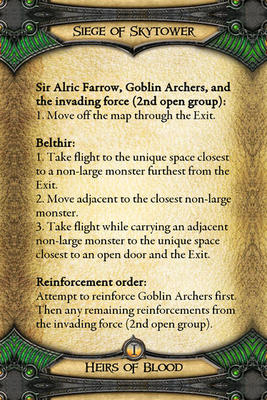 Siege of Skytower
Sir Alric Farrow, Goblin Archers, and
the invading force (2nd open group):
1. Move off the map through the Exit.
Belthir:
1. Take flight to the unique space closest
to a non-large monster furthest from the
Exit.
2. Move adjacent to the closest non-large
monster.
3. Take flight while carrying an adjacent
non-large monster to the unique space
closest to an open door and the Exit.
Reinforcement order:
Attempt to reinforce Goblin Archers first.
Then any remaining reinforcements from
the invading force (2nd open group).
1
Heirs of Blood